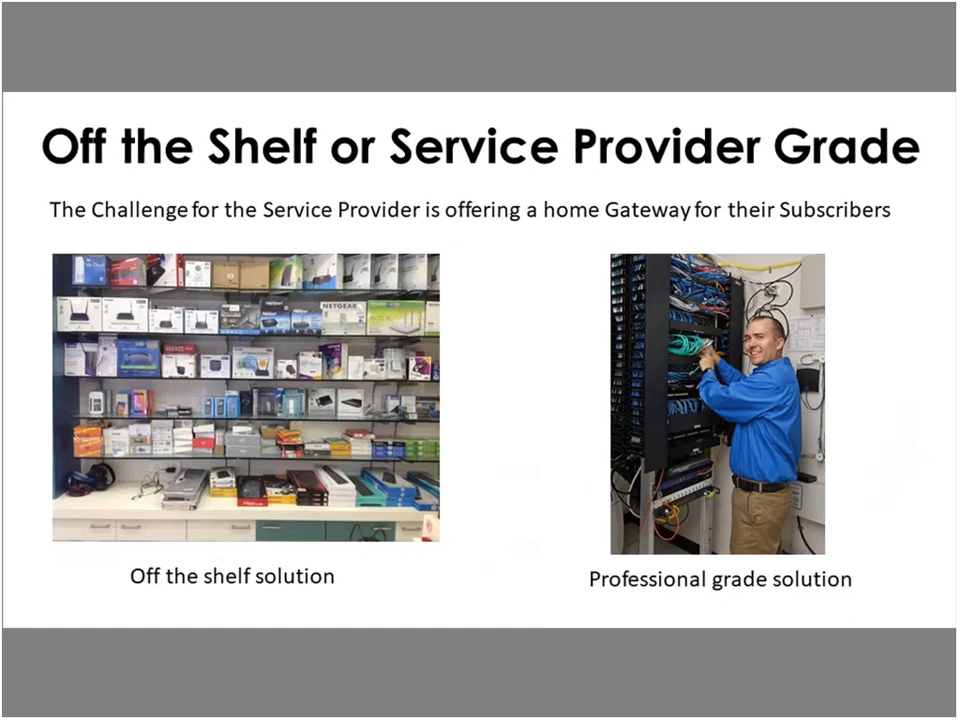 Off the Shelf or Service Provider Grade
The Challenge for the Service Provider is offering a home Gateway for their Subscribers
NETGEAR
Off the shelf solution
Professional grade solution